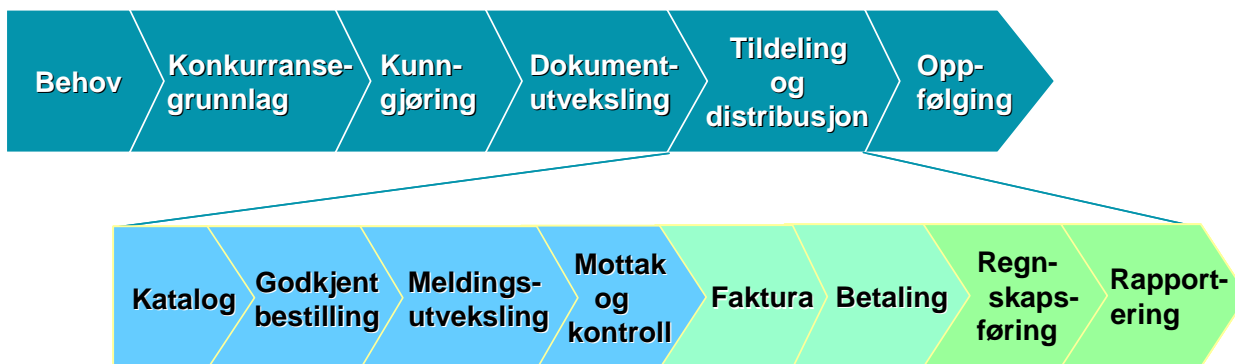 Behov
Konkurranse-
grunnlag
Kunn-
gjøring
Dokument-
utveksling
Tildeling
og
distribusjon
Opp-
følging
Katalog
Godkjent
bestilling
Meldings-
utveksling
Mottak
og
kontroll
Faktura
Betaling
Regn-
skaps-
føring
Rapport-
ering